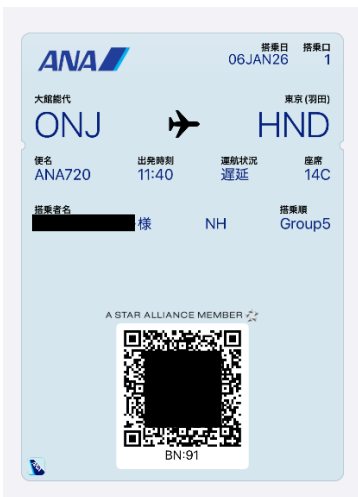 ANA
搭乗日 搭乗口
06JAN26 1
大館能代 東京(羽田)
ONJ HND
便名 出発時刻 運航状況 座席
ANA720 11:40 遅延 14C
搭乗者名 搭乗順
様 NH Group5
A STAR ALLIANCE MEMBER
BN:91